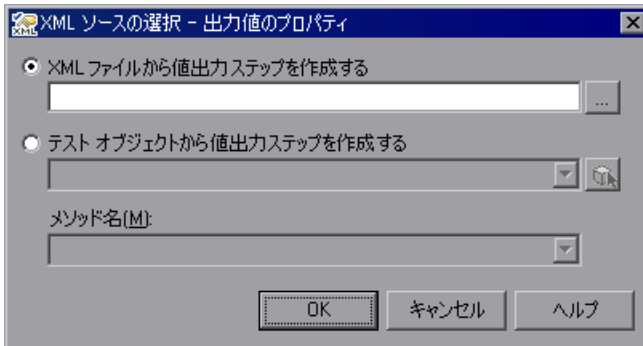 XML ソースの選択 - 出力値のプロパティ
XML ファイルから値出力ステップを作成する
...
テスト オブジェクトから値出力ステップを作成する
メソッド名(M):
OK キャンセル ヘルプ